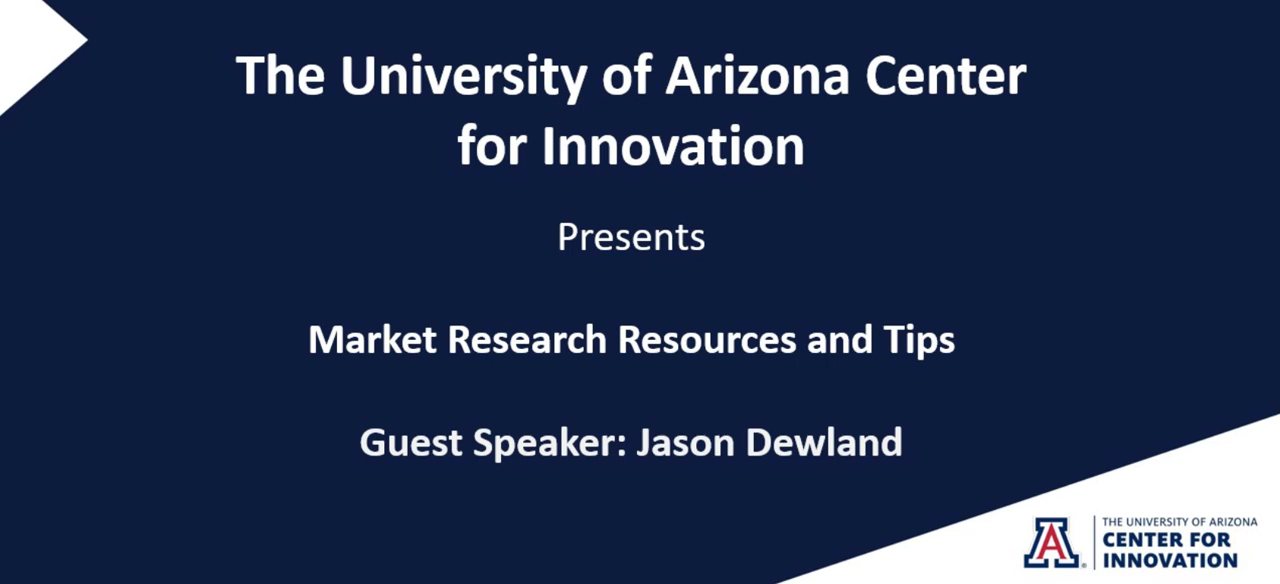 The University of Arizona Center
for Innovation
Presents
Market Research Resources and Tips
Guest Speaker: Jason Dewland
A
THE UNIVERSITY OF ARIZONA
CENTER FOR
INNOVATION